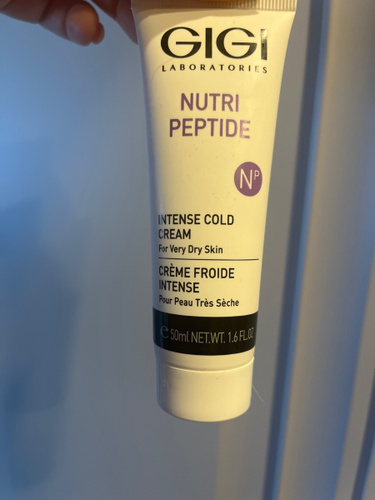 GIGI
LABORATORIES
NUTRI
PEPTIDE
NP
INTENSE COLD
CREAM
For Very Dry Skin
CRÈME FROIDE
INTENSE
Pour Peau Très Sèche
℮ 50ml NET.WT. 1.6 FL.OZ